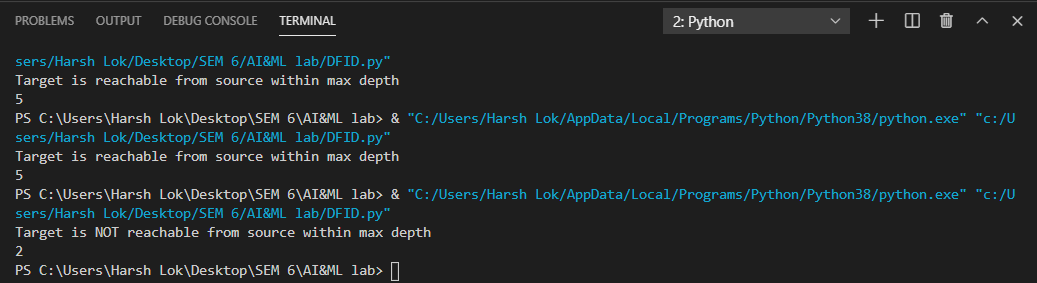 PROBLEMS OUTPUT DEBUG CONSOLE TERMINAL 2: Python
sers/Harsh Lok/Desktop/SEM 6/AI&ML lab/DFID.py"
Target is reachable from source within max depth
5
PS C:\Users\Harsh Lok\Desktop\SEM 6\AI&ML lab> & "C:/Users/Harsh Lok/AppData/Local/Programs/Python/Python38/python.exe" "c:/U
sers/Harsh Lok/Desktop/SEM 6/AI&ML lab/DFID.py"
Target is reachable from source within max depth
5
PS C:\Users\Harsh Lok\Desktop\SEM 6\AI&ML lab> & "C:/Users/Harsh Lok/AppData/Local/Programs/Python/Python38/python.exe" "c:/U
sers/Harsh Lok/Desktop/SEM 6/AI&ML lab/DFID.py"
Target is NOT reachable from source within max depth
2
PS C:\Users\Harsh Lok\Desktop\SEM 6\AI&ML lab>